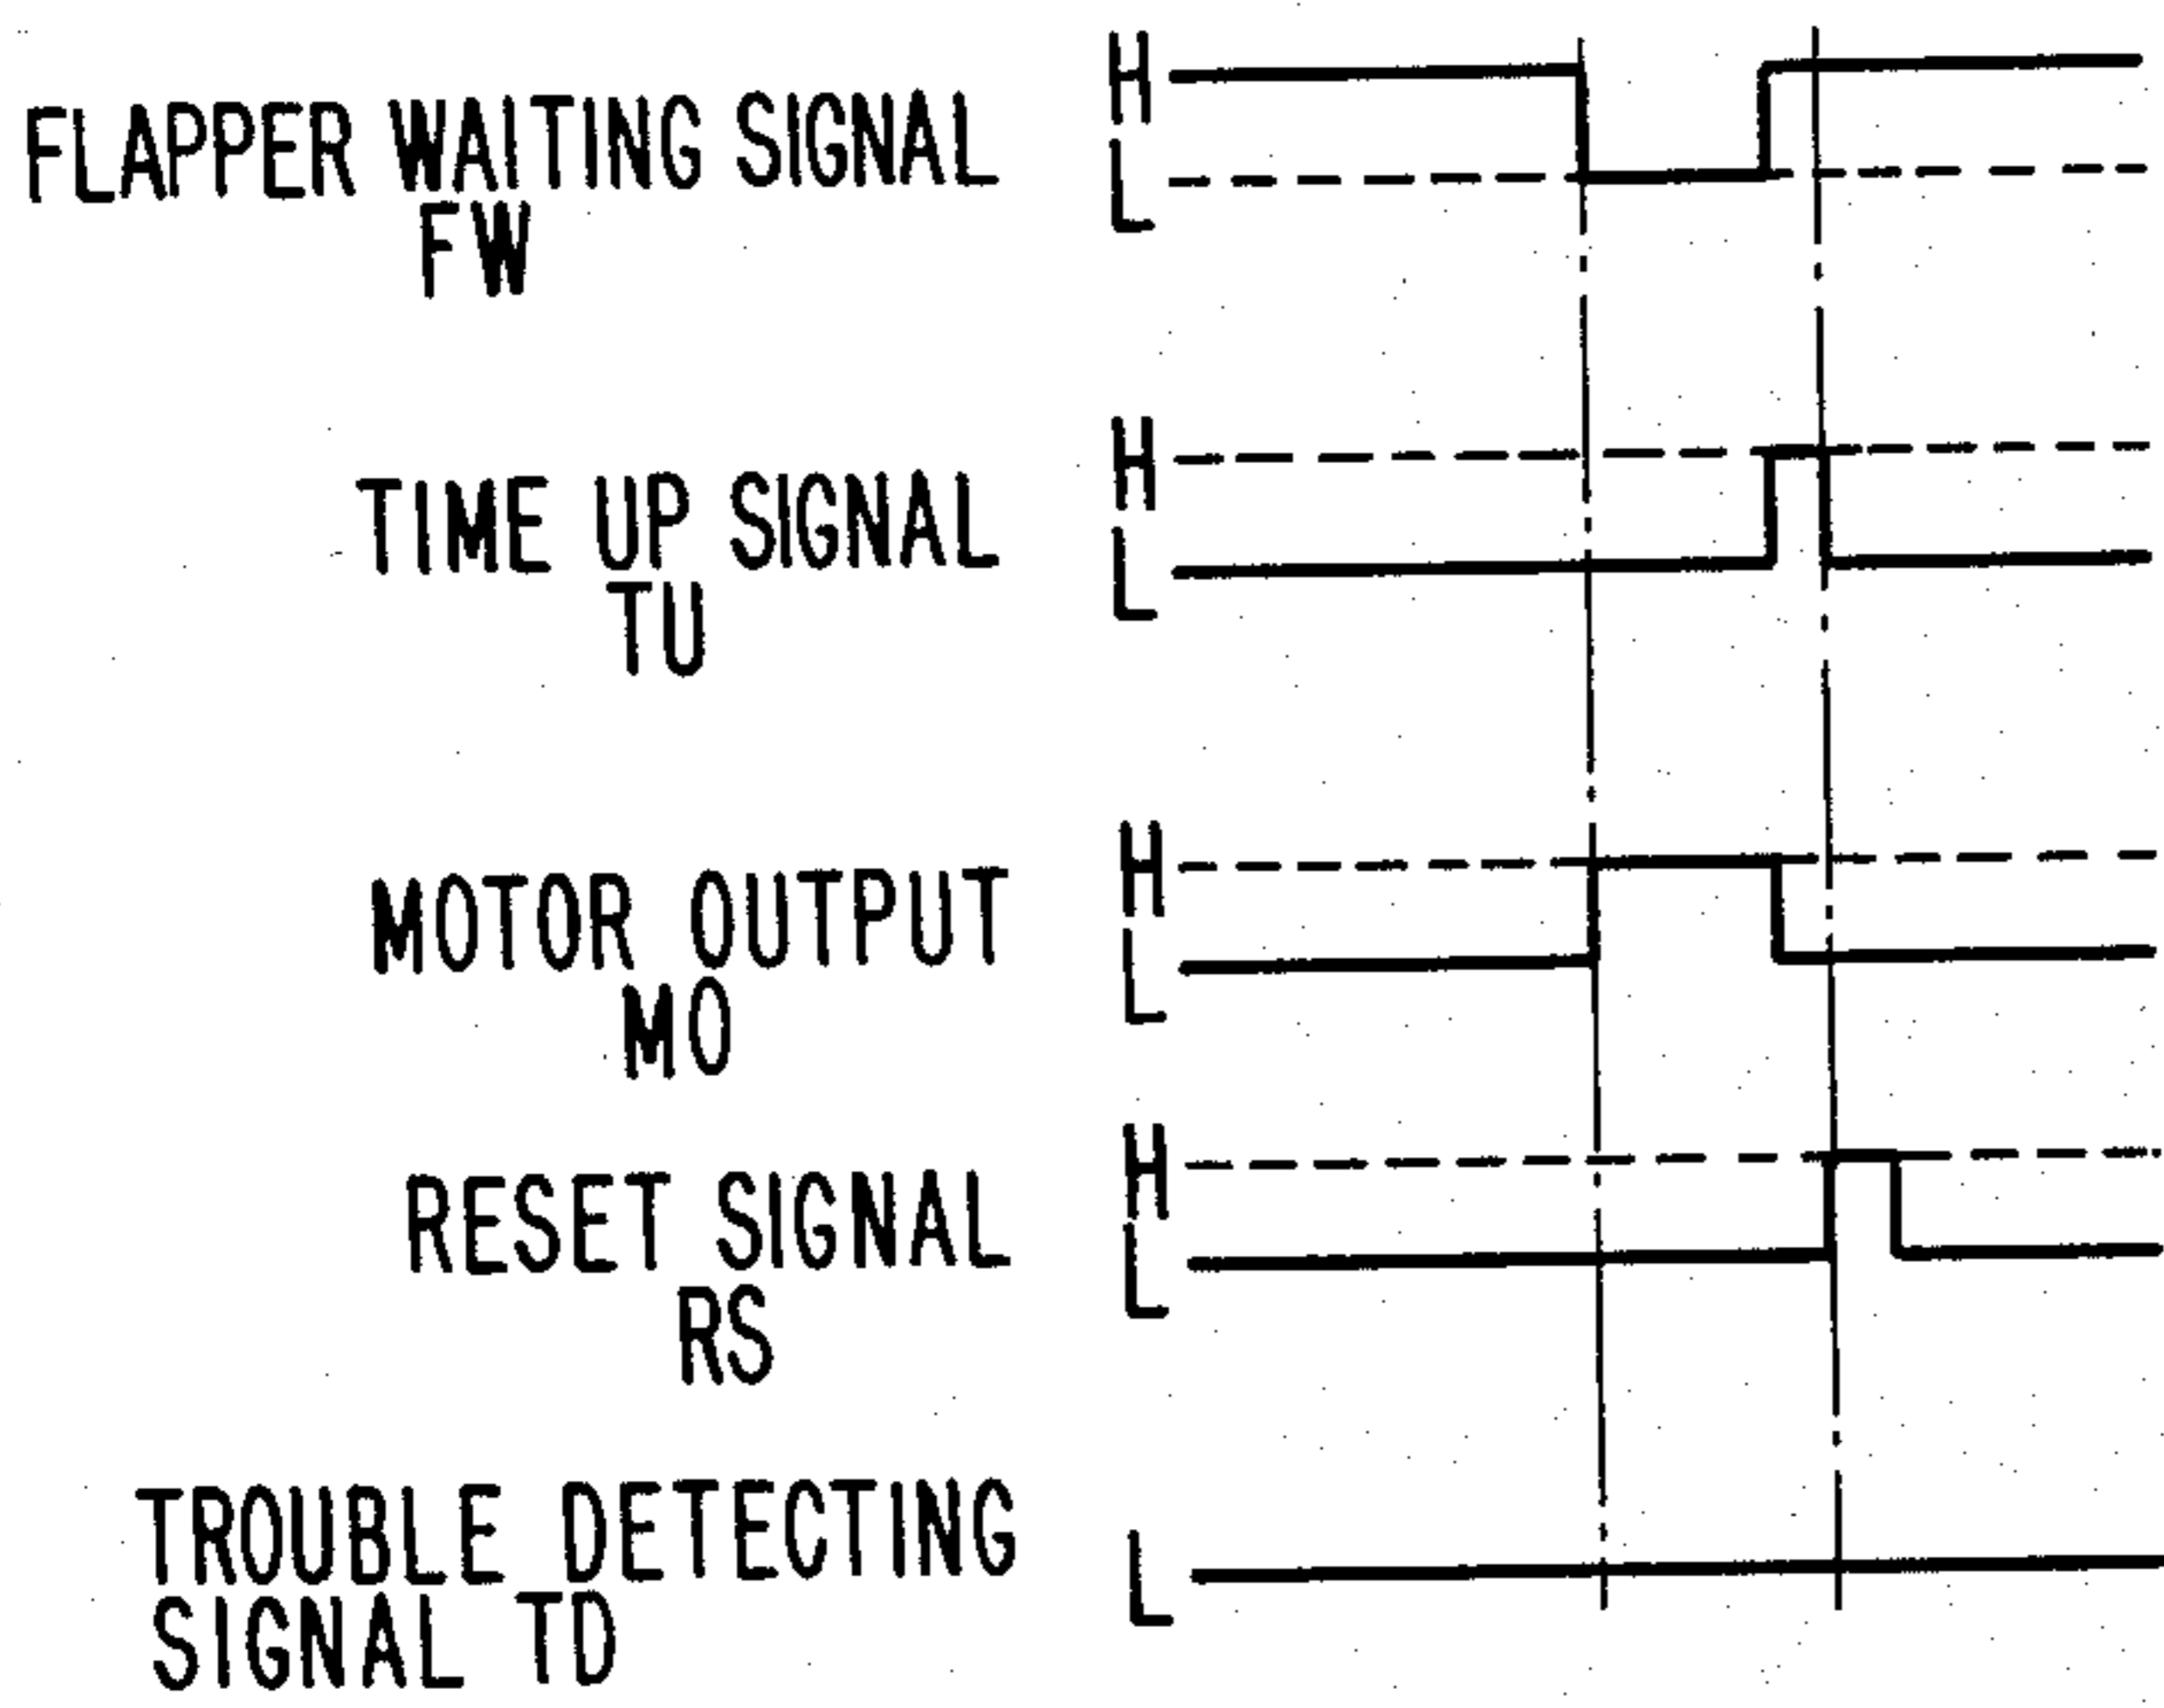 FLAPPER WAITING SIGNAL
FW
H
L
TIME UP SIGNAL
TU
H
L
MOTOR OUTPUT
MO
H
L
RESET SIGNAL
RS
H
L
TROUBLE DETECTING
SIGNAL TD
L